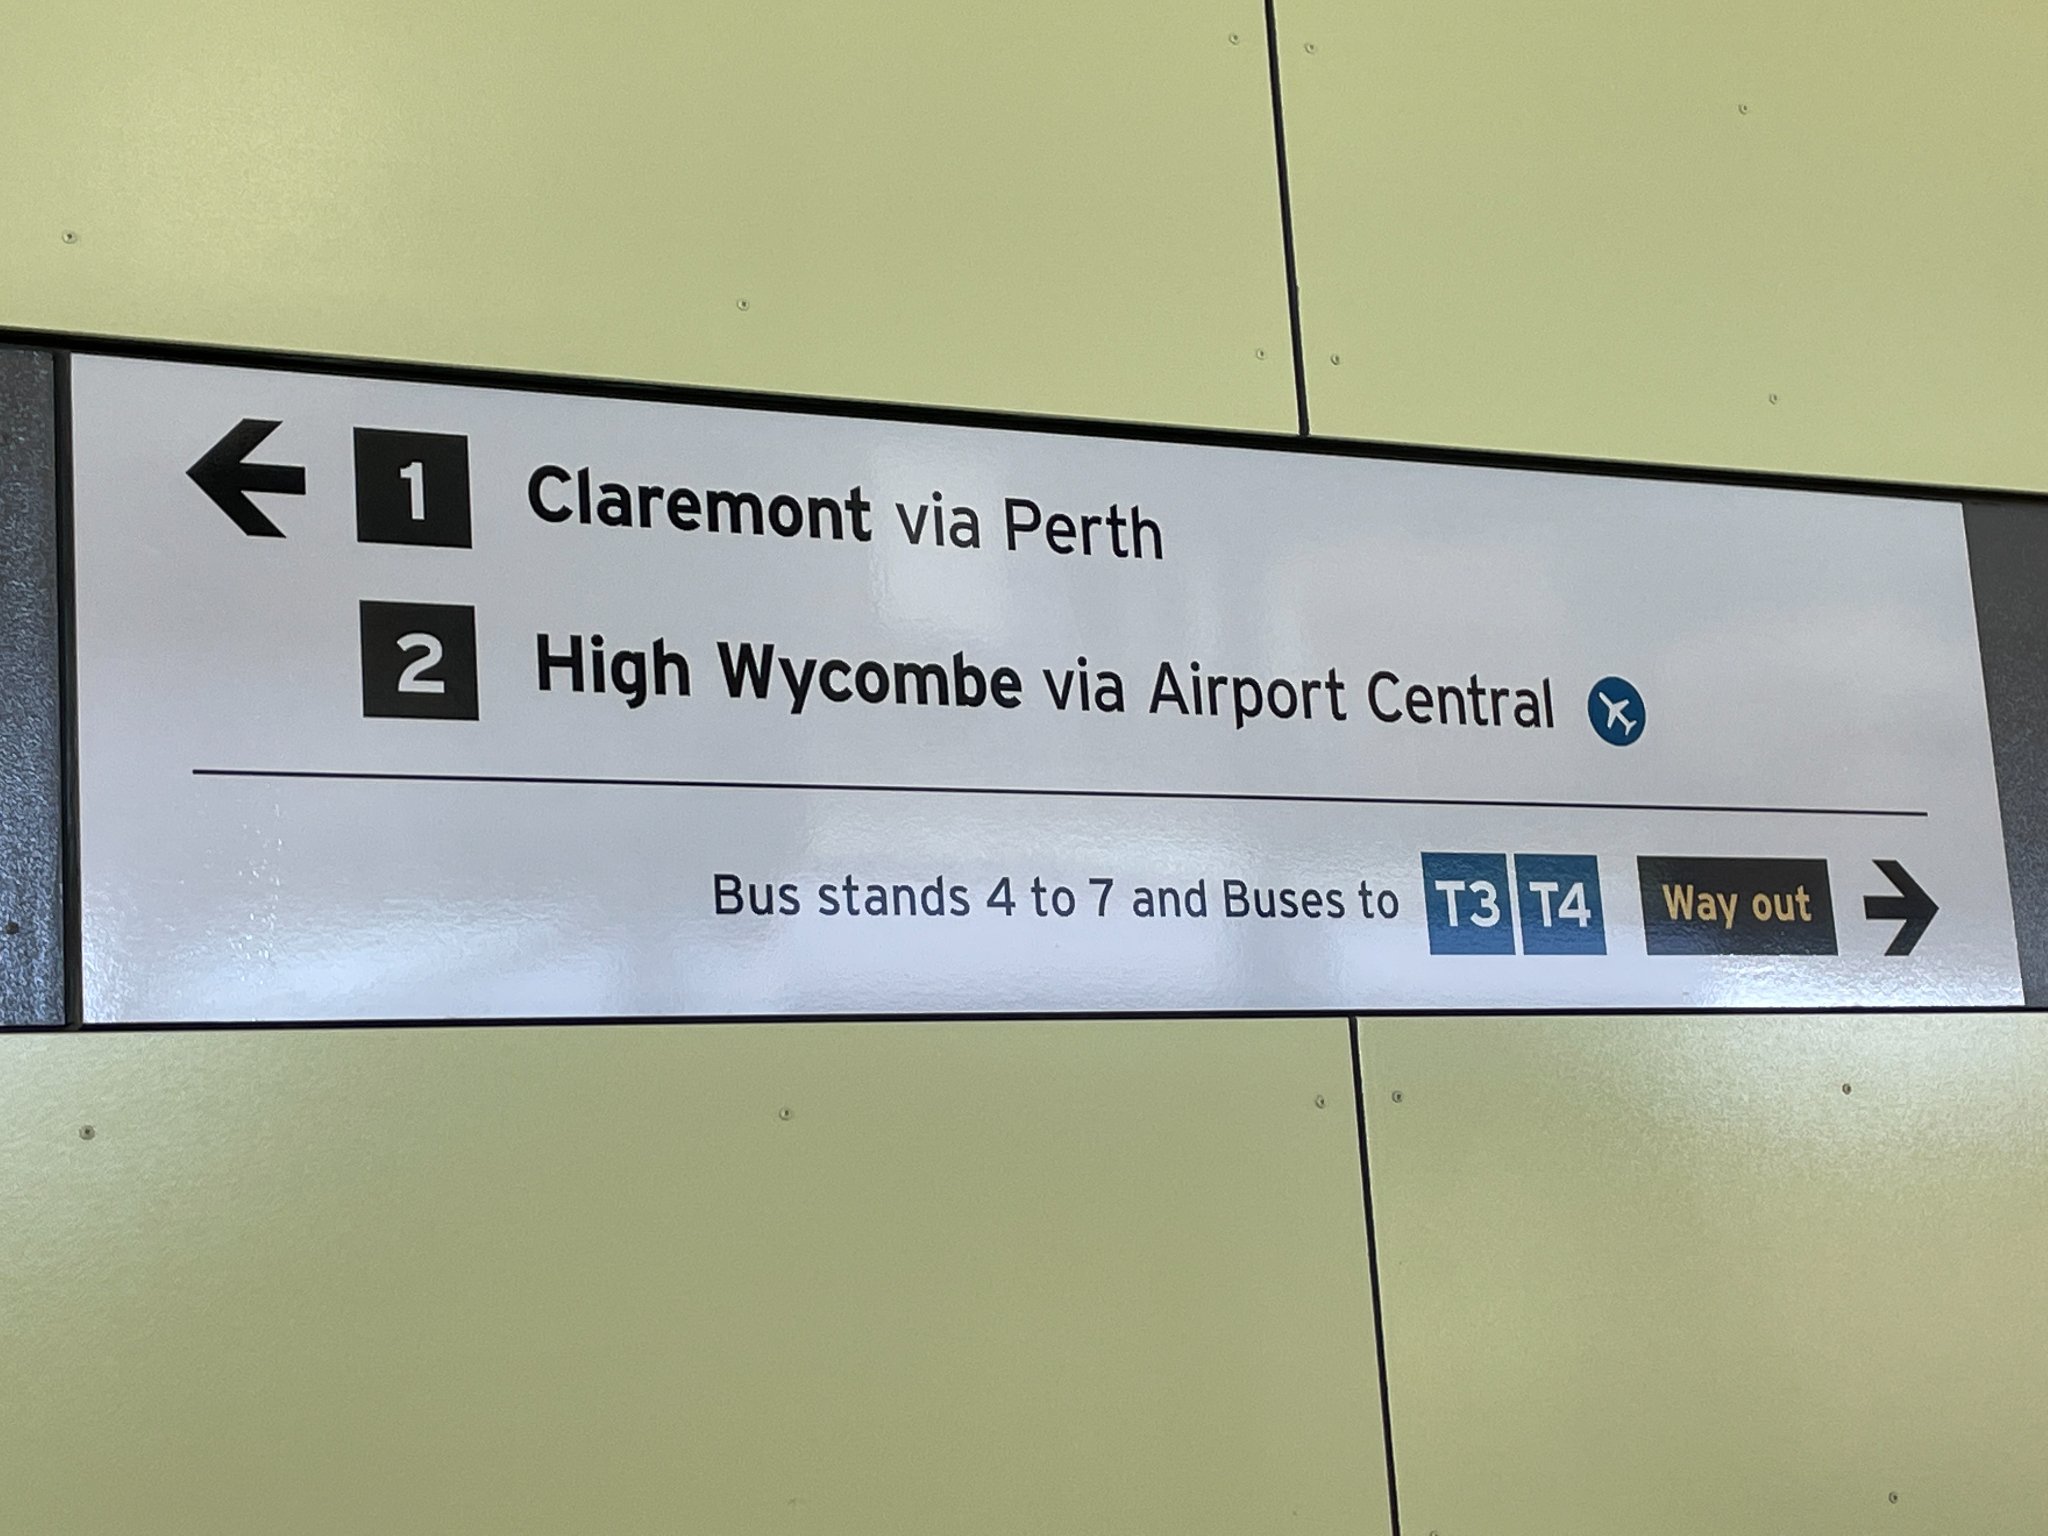 1 Claremont via Perth
2 High Wycombe via Airport Central
Bus stands 4 to 7 and Buses to T3 T4 Way out